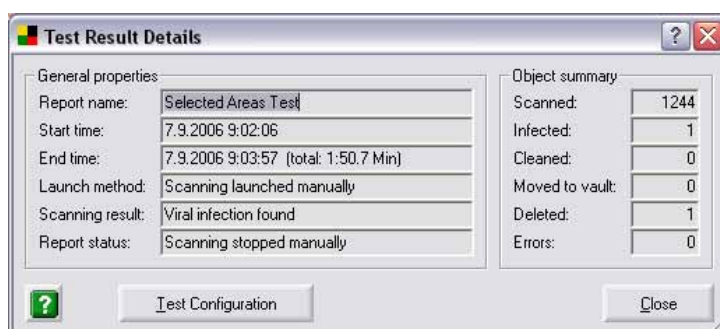 Test Result Details
?
General properties
Report name: Selected Areas Test
Start time: 7.9.2006 9:02:06
End time: 7.9.2006 9:03:57 (total: 1:50.7 Min)
Launch method: Scanning launched manually
Scanning result: Viral infection found
Report status: Scanning stopped manually
Object summary
Scanned: 1244
Infected: 1
Cleaned: 0
Moved to vault: 0
Deleted: 1
Errors: 0
?
Test Configuration
Close